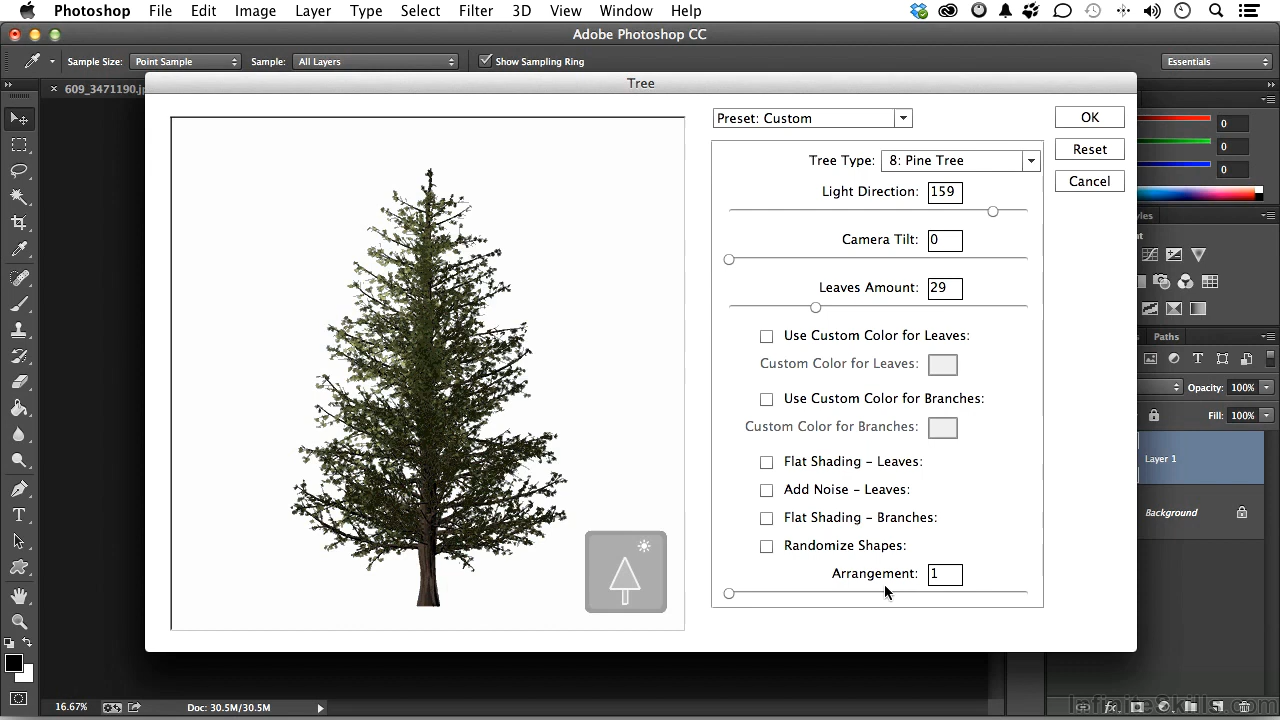 Photoshop File Edit Image Layer Type Select Filter 3D View Window Help
Adobe Photoshop CC
Sample Size: Point Sample Sample: All Layers Show Sampling Ring Essentials
609_3471190.j
Tree
Preset: Custom
OK
Tree Type: 8: Pine Tree
Reset
Light Direction: 159
Cancel
Camera Tilt: 0
Leaves Amount: 29
Use Custom Color for Leaves:
Custom Color for Leaves:
Use Custom Color for Branches:
Custom Color for Branches:
Flat Shading - Leaves:
Add Noise - Leaves:
Flat Shading - Branches:
Randomize Shapes:
Arrangement: 1
0
0
0
Paths
Opacity: 100%
Fill: 100%
Layer 1
Background
16.67% Doc: 30.5M/30.5M
InfiniteSkills.com